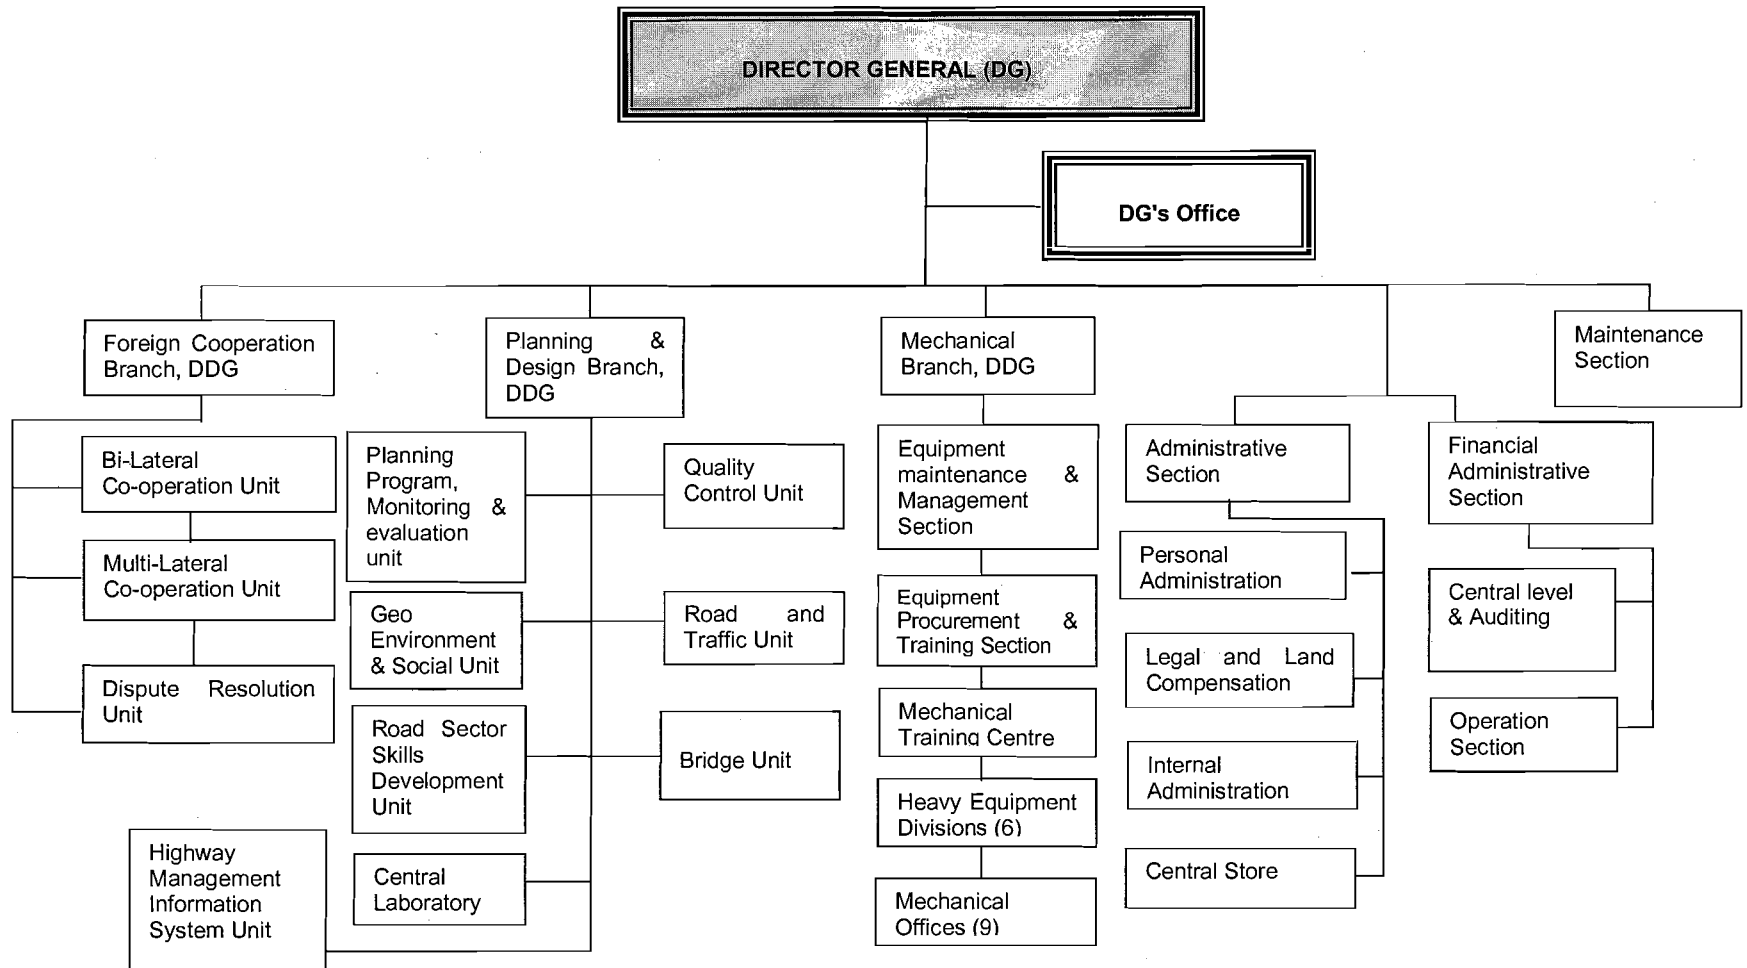 DIRECTOR GENERAL (DG)
DG's Office
Foreign Cooperation
Branch, DDG
Planning &
Design Branch,
DDG
Mechanical
Branch, DDG
Maintenance
Section
Bi-Lateral
Co-operation Unit
Multi-Lateral
Co-operation Unit
Dispute Resolution
Unit
Planning
Program,
Monitoring &
evaluation
unit
Geo
Environment
& Social Unit
Road Sector
Skills
Development
Unit
Central
Laboratory
Highway
Management
Information
System Unit
Quality
Control Unit
Road and
Traffic Unit
Bridge Unit
Equipment
maintenance &
Management
Section
Equipment
Procurement &
Training Section
Mechanical
Training Centre
Heavy Equipment
Divisions (6)
Mechanical
Offices (9)
Administrative
Section
Personal
Administration
Legal and Land
Compensation
Internal
Administration
Central Store
Financial
Administrative
Section
Central level
& Auditing
Operation
Section